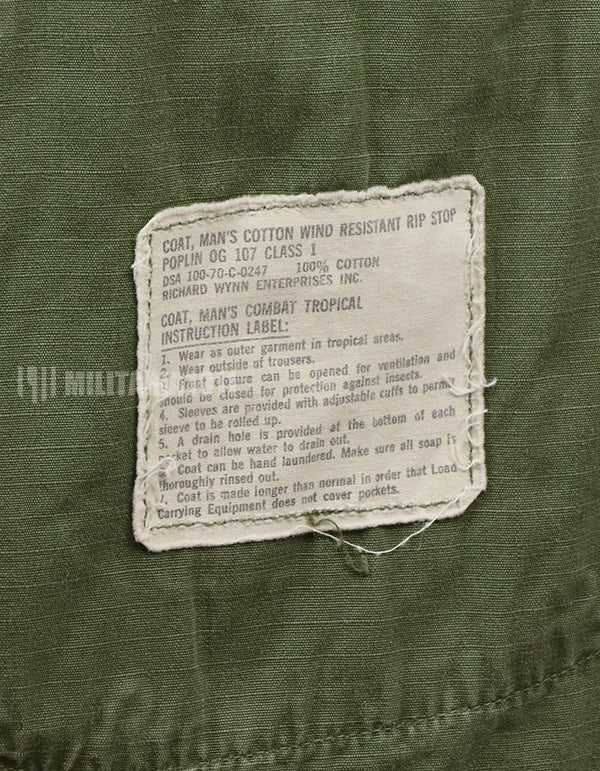 COAT, MAN'S COTTON WIND RESISTANT RIP STOP
POPLIN OG 107 CLASS 1
DSA 100-70-C-0247 100% COTTON
RICHARD WYNN ENTERPRISES INC.
COAT, MAN'S COMBAT TROPICAL
INSTRUCTION LABEL:
1. Wear as outer garment in tropical areas.
2. Wear outside of trousers.
Front closure can be opened for ventilation and
should be closed for protection against insects.
4. Sleeves are provided with adjustable cuffs to permi
sleeve to be rolled up.
5. A drain hole is provided at the bottom of each
pocket to allow water to drain out.
Coat can be hand laundered. Make sure all soap is
thoroughly rinsed out.
7. Coat is made longer than normal in order that Load
Carrying Equipment does not cover pockets.
MILITA